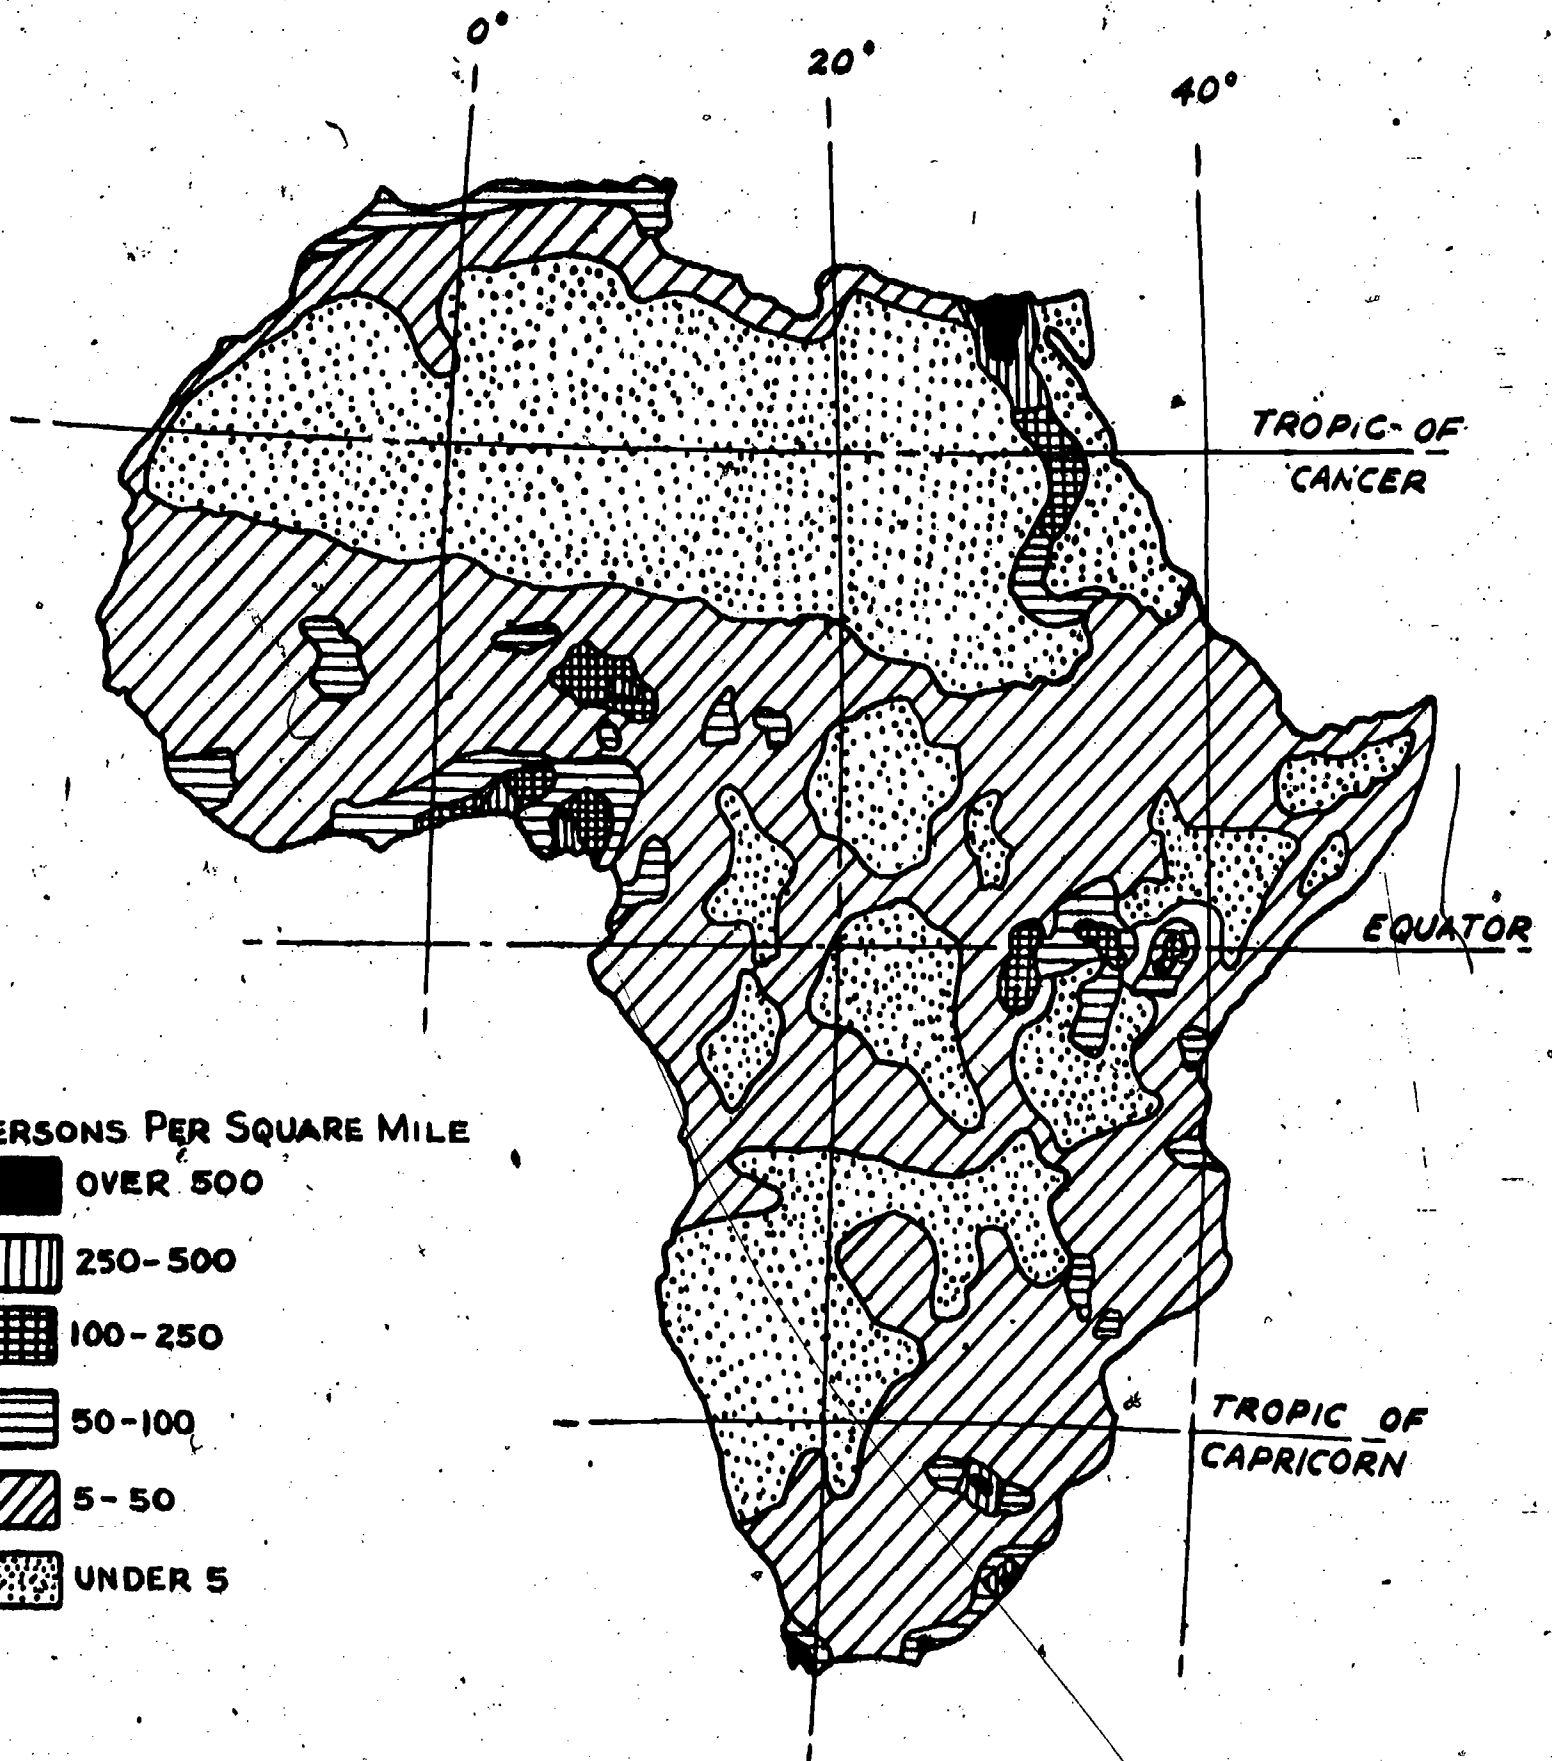 0°
20°
40°
TROPIC OF
CANCER
EQUATOR
ERSONS PER SQUARE MILE
OVER 500
250-500
100-250
50-100
5-50
UNDER 5
TROPIC OF
CAPRICORN